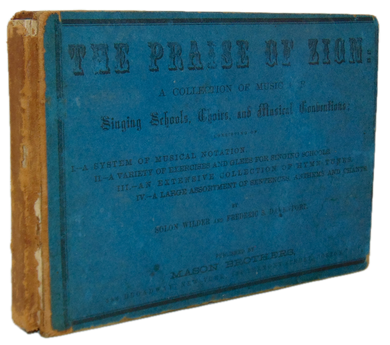 THE PRAISE OF ZION:
A COLLECTION OF MUSIC
Singing Schools, Choirs, and Musical Conventions;
I.—A SYSTEM OF MUSICAL NOTATION;
II.—A VARIETY OF EXERCISES AND GLEES FOR SINGING SCHOOLS;
III.—AN EXTENSIVE COLLECTION OF HYMN TUNES;
IV.—A LARGE ASSORTMENT OF SENTENCES, ANTHEMS AND CHANTS
BY
SOLON WILDER AND FREDERIC S. DAVENPORT
MASON BROTHERS